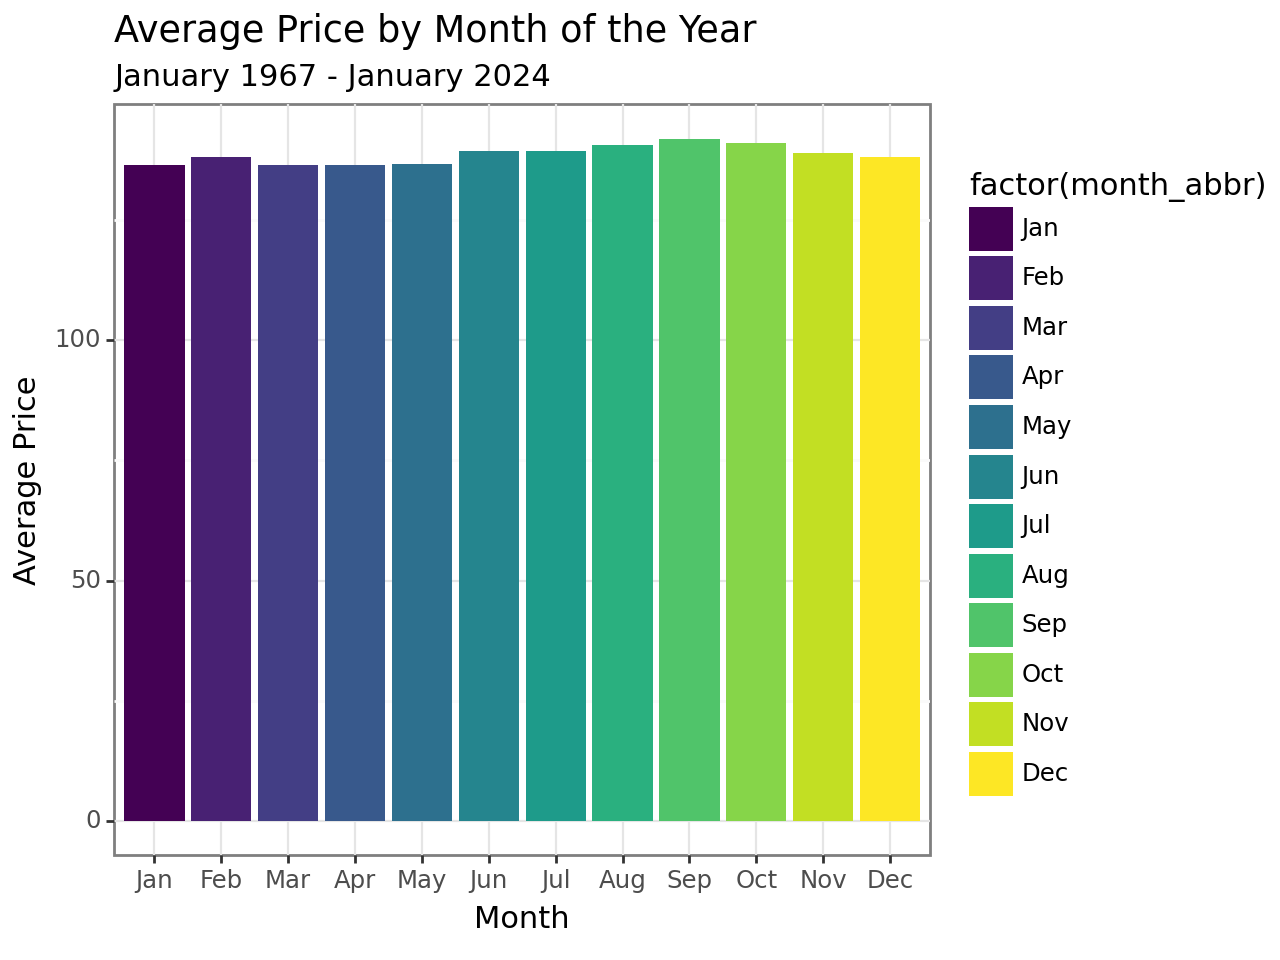 Average Price by Month of the Year
January 1967 - January 2024
factor(month_abbr)
Jan
Feb
Mar
Apr
May
Jun
Jul
Aug
Sep
Oct
Nov
Dec
Average Price
100
50
0
Jan Feb Mar Apr May Jun Jul Aug Sep Oct Nov Dec
Month